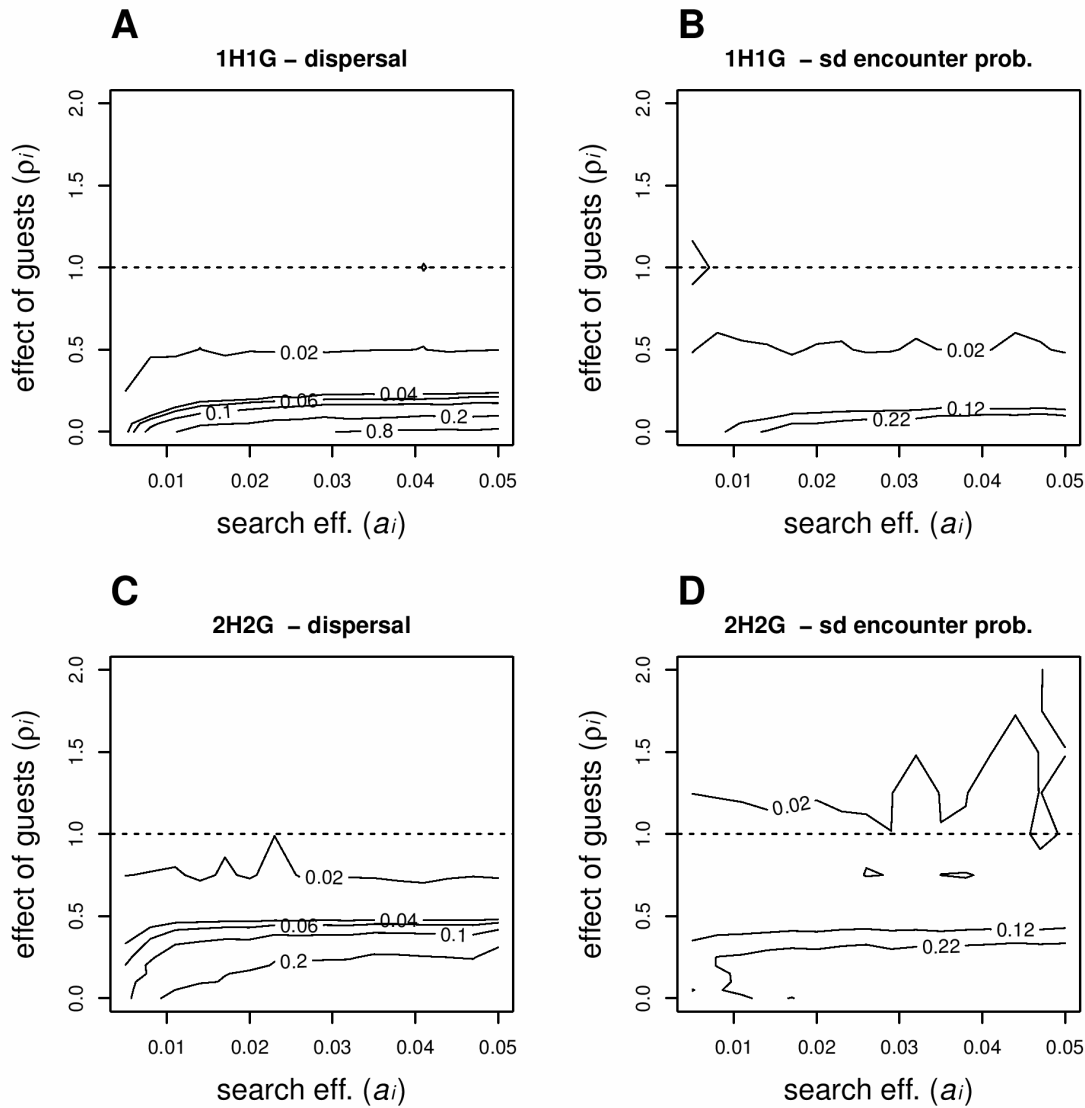 A
1H1G – dispersal
effect of guests (ρi)
2.0
1.5
1.0
0.5
0.0
0.02
0.04
0.06
0.1
0.2
0.8
0.01 0.02 0.03 0.04 0.05
search eff. (ai)
B
1H1G – sd encounter prob.
effect of guests (ρi)
2.0
1.5
1.0
0.5
0.0
0.02
0.12
0.22
0.01 0.02 0.03 0.04 0.05
search eff. (ai)
C
2H2G – dispersal
effect of guests (ρi)
2.0
1.5
1.0
0.5
0.0
0.02
0.04
0.06
0.1
0.2
0.01 0.02 0.03 0.04 0.05
search eff. (ai)
D
2H2G – sd encounter prob.
effect of guests (ρi)
2.0
1.5
1.0
0.5
0.0
0.02
0.12
0.22
0.01 0.02 0.03 0.04 0.05
search eff. (ai)